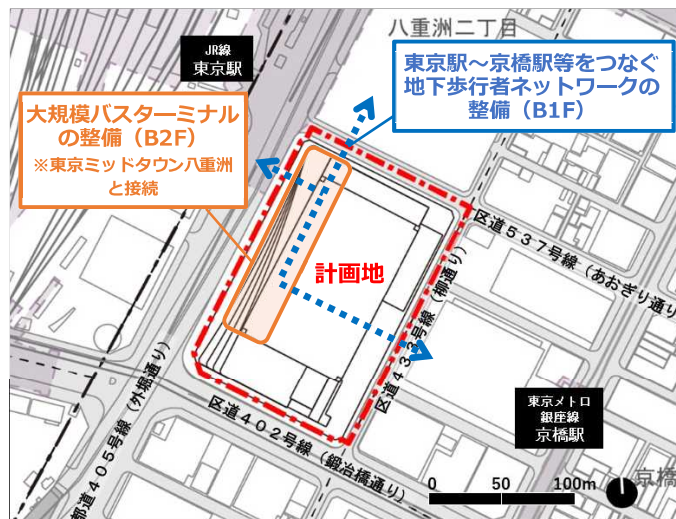 八重洲二丁目
JR線
東京駅
東京駅～京橋駅等をつなぐ
地下歩行者ネットワークの
整備（B1F）
大規模バスターミナル
の整備（B2F）
※東京ミッドタウン八重洲
と接続
計画地
区道５３７号線（あおぎり通り）
区道４３３号線（柳通り）
区道４０２号線（鍛冶橋通り）
都道４０５号線（外堀通り）
東京メトロ
銀座線
京橋駅
京橋
0 50 100m